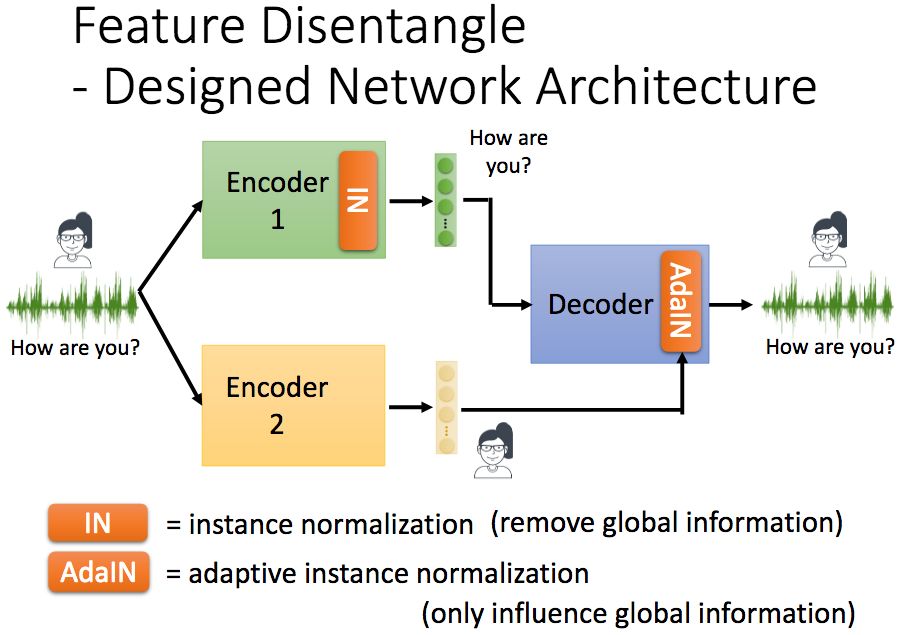 Feature Disentangle
- Designed Network Architecture
How are
you?
Encoder
1
IN
How are you?
Decoder
AdaIN
How are you?
Encoder
2
IN = instance normalization (remove global information)
AdaIN = adaptive instance normalization
(only influence global information)